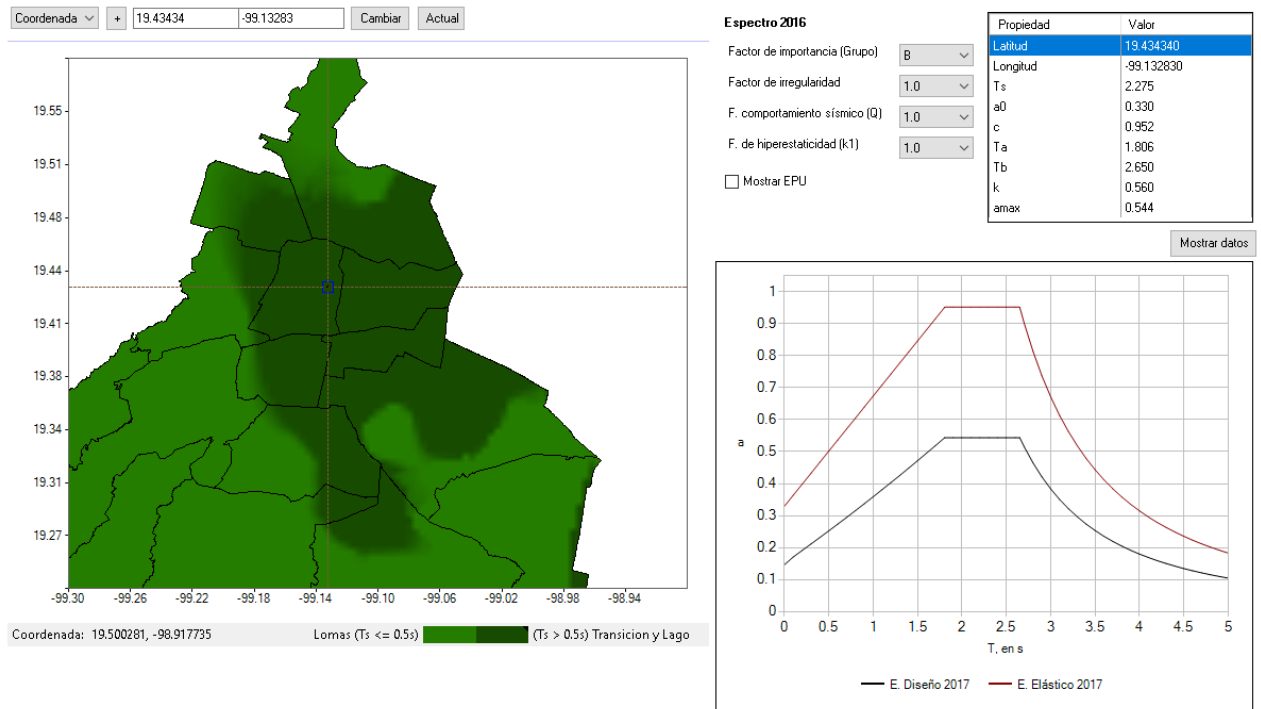 Coordenada + 19.43434 -99.13283 Cambiar Actual
19.55
19.51
19.48
19.44
19.41
19.38
19.34
19.31
19.27
-99.30 -99.26 -99.22 -99.18 -99.14 -99.10 -99.06 -99.02 -98.98 -98.94
Coordenada: 19.500281, -98.917735 Lomas (Ts <= 0.5s) (Ts > 0.5s) Transicion y Lago
Espectro 2016
Factor de importancia (Grupo) B
Factor de irregularidad 1.0
F. comportamiento sísmico (Q) 1.0
F. de hiperestaticidad (k1) 1.0
Mostrar EPU
Propiedad Valor
Latitud 19.434340
Longitud -99.132830
Ts 2.275
a0 0.330
c 0.952
Ta 1.806
Tb 2.650
k 0.560
amax 0.544
Mostrar datos
1
0.9
0.8
0.7
0.6
0.5
0.4
0.3
0.2
0.1
0
a
0 0.5 1 1.5 2 2.5 3 3.5 4 4.5 5
T, en s
E. Diseño 2017 E. Elástico 2017